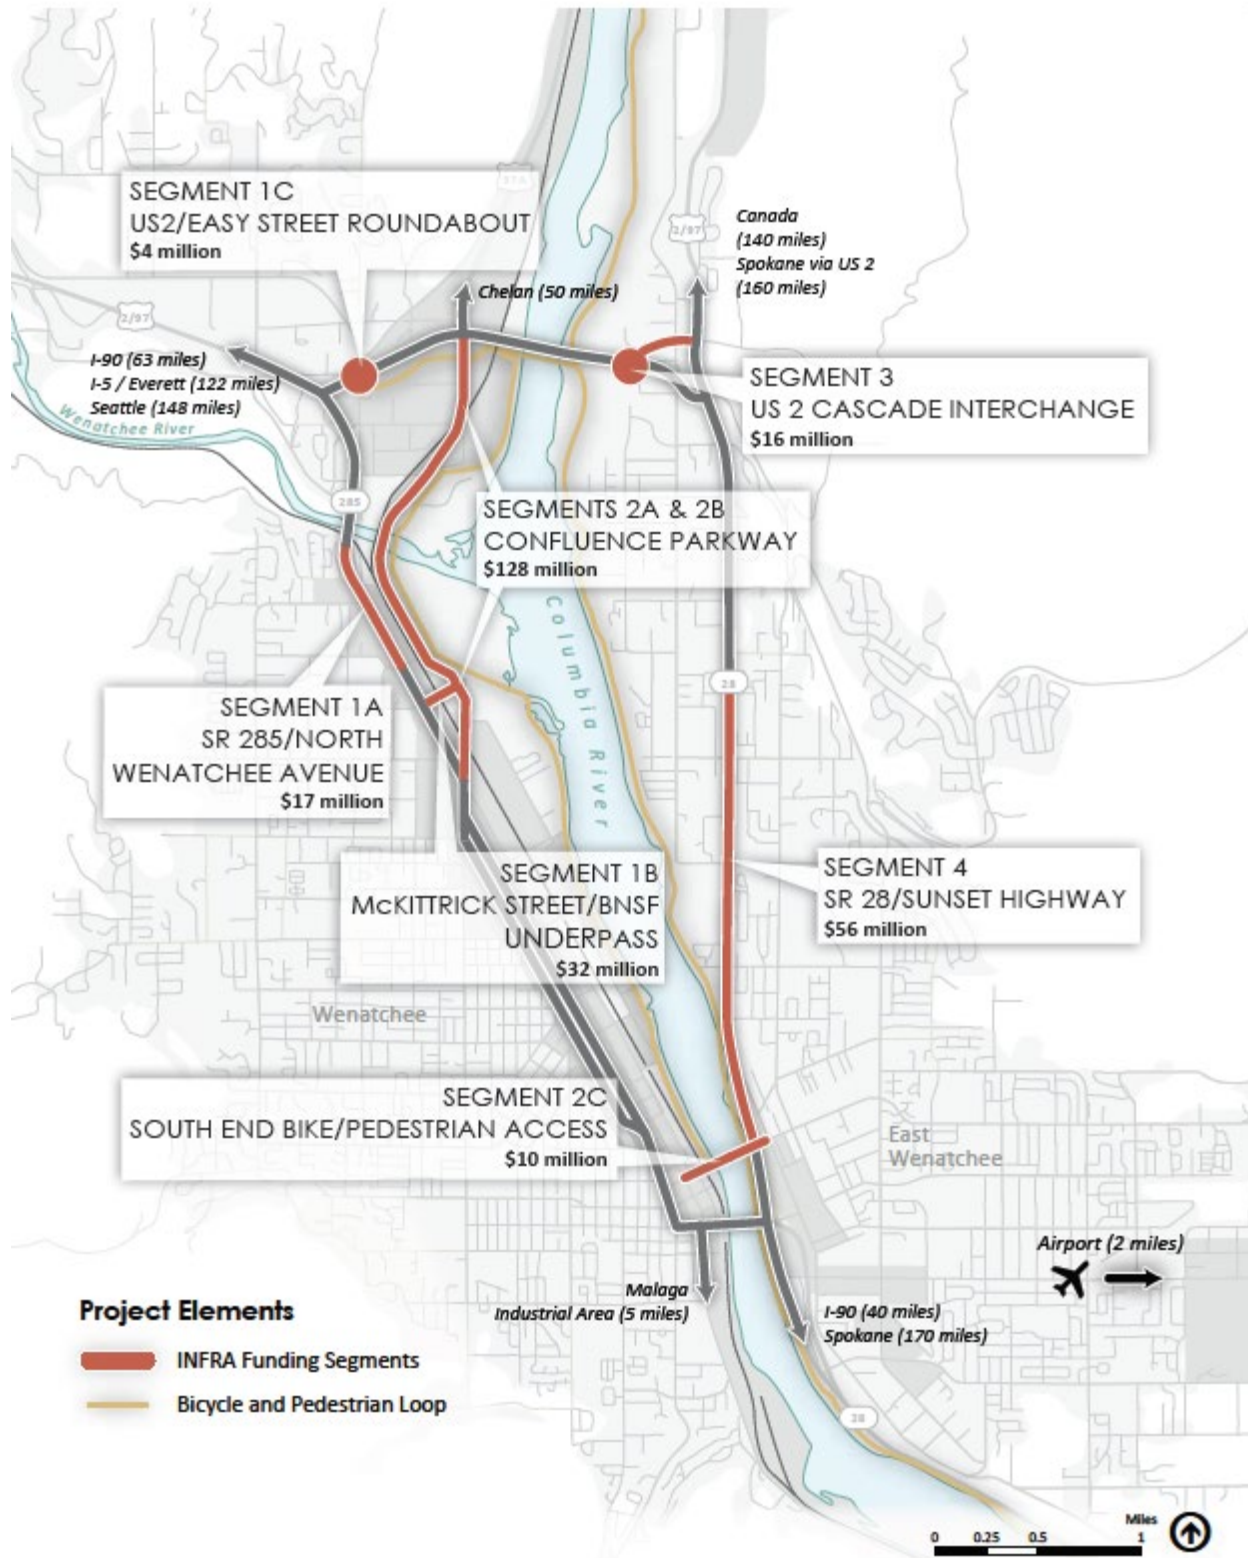 SEGMENT 1C
US2/EASY STREET ROUNDABOUT
$4 million
97A
2/97
Canada
(140 miles)
Spokane via US 2
(160 miles)
Chelan (50 miles)
2/97
I-90 (63 miles)
I-5 / Everett (122 miles)
Seattle (148 miles)
Wenatchee River
SEGMENT 3
US 2 CASCADE INTERCHANGE
$16 million
285
SEGMENTS 2A & 2B
CONFLUENCE PARKWAY
$128 million
Columbia River
28
SEGMENT 1A
SR 285/NORTH
WENATCHEE AVENUE
$17 million
SEGMENT 1B
McKITTRICK STREET/BNSF
UNDERPASS
$32 million
SEGMENT 4
SR 28/SUNSET HIGHWAY
$56 million
Wenatchee
SEGMENT 2C
SOUTH END BIKE/PEDESTRIAN ACCESS
$10 million
East
Wenatchee
Airport (2 miles)
Malaga
Industrial Area (5 miles)
I-90 (40 miles)
Spokane (170 miles)
Project Elements
INFRA Funding Segments
Bicycle and Pedestrian Loop
28
Miles
0 0.25 0.5 1